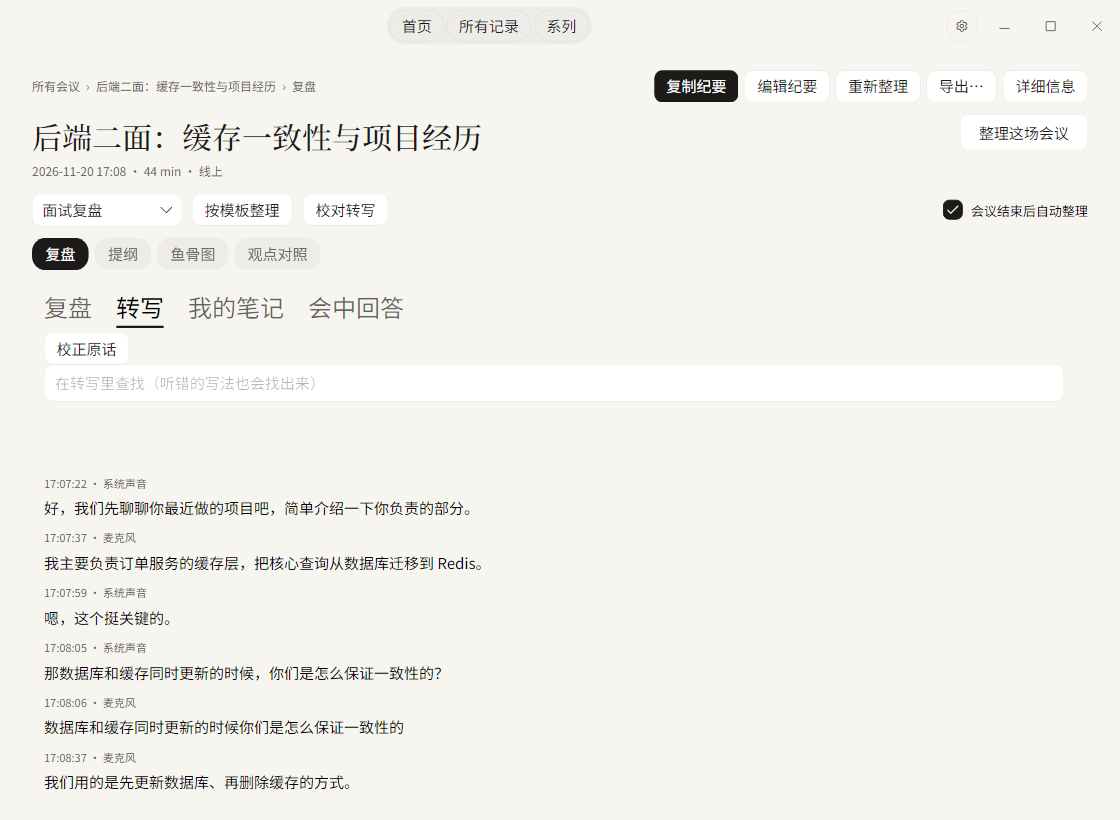 首页 所有记录 系列
所有会议 › 后端二面：缓存一致性与项目经历 › 复盘
复制纪要 编辑纪要 重新整理 导出… 详细信息
后端二面：缓存一致性与项目经历
整理这场会议
2026-11-20 17:08 · 44 min · 线上
面试复盘 按模板整理 校对转写
会议结束后自动整理
复盘 提纲 鱼骨图 观点对照
复盘 转写 我的笔记 会中回答
校正原话
在转写里查找（听错的写法也会找出来）
17:07:22 · 系统声音
好，我们先聊聊你最近做的项目吧，简单介绍一下你负责的部分。
17:07:37 · 麦克风
我主要负责订单服务的缓存层，把核心查询从数据库迁移到 Redis。
17:07:59 · 系统声音
嗯，这个挺关键的。
17:08:05 · 系统声音
那数据库和缓存同时更新的时候，你们是怎么保证一致性的？
17:08:06 · 麦克风
数据库和缓存同时更新的时候你们是怎么保证一致性的
17:08:37 · 麦克风
我们用的是先更新数据库、再删除缓存的方式。